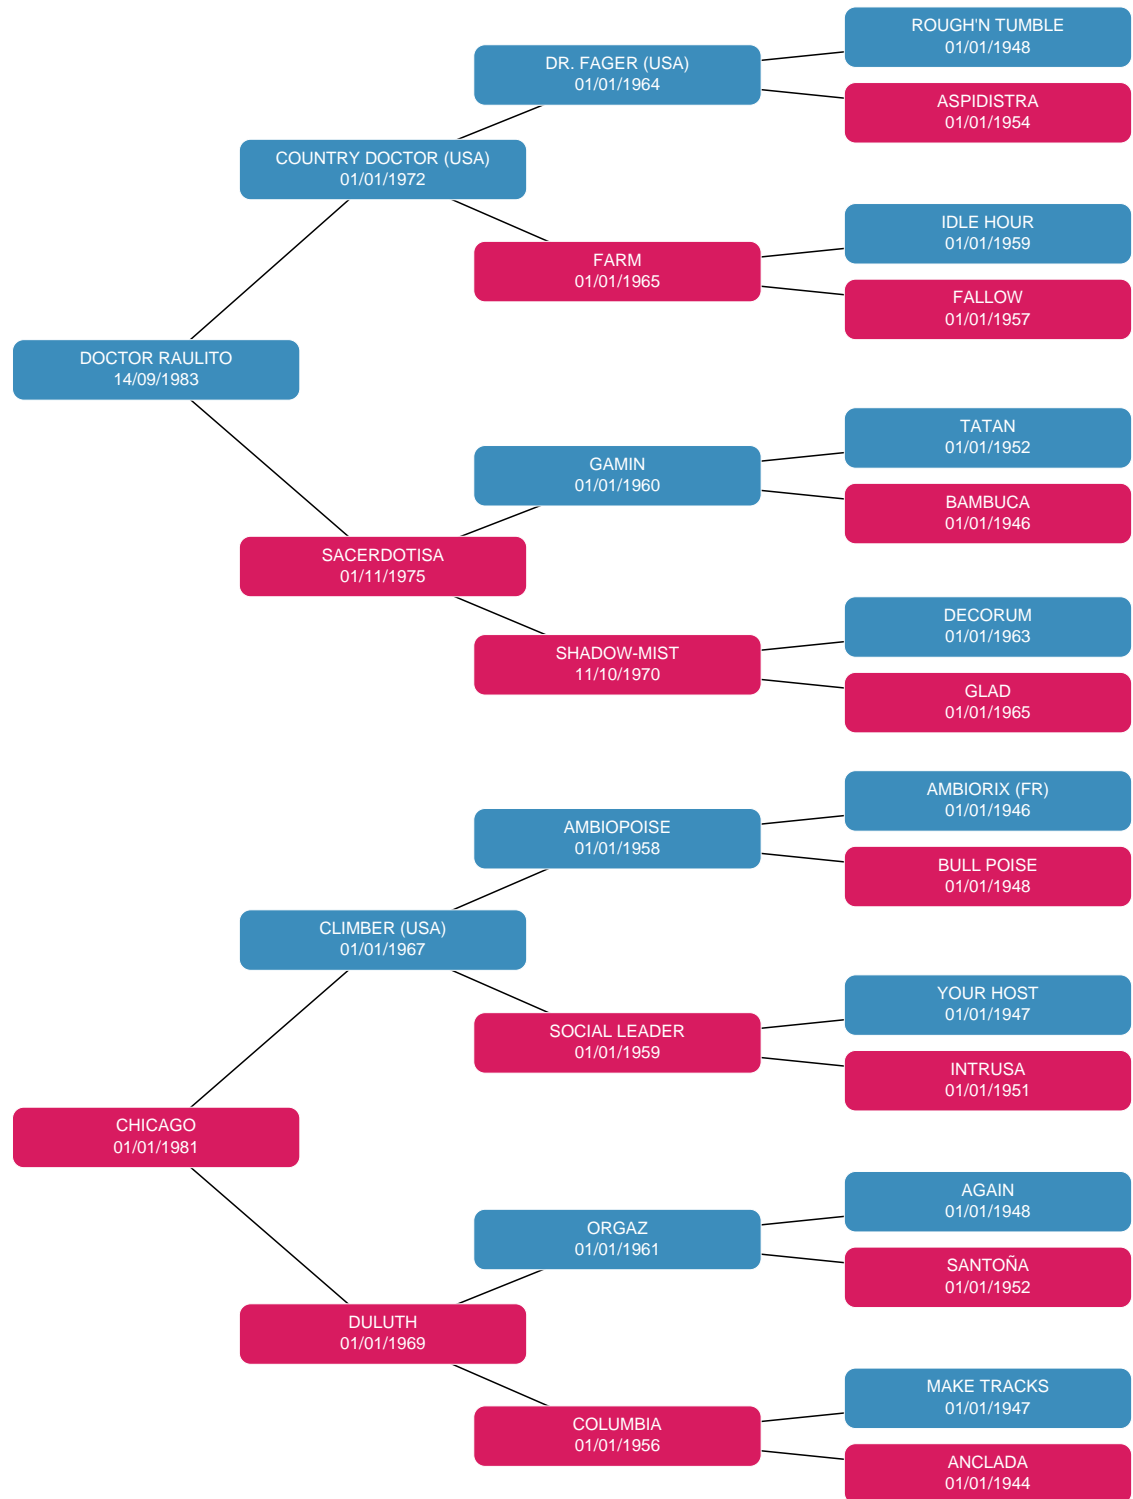 ROUGH'N TUMBLE
01/01/1948
DR. FAGER (USA)
01/01/1964
ASPIDISTRA
01/01/1954
COUNTRY DOCTOR (USA)
01/01/1972
IDLE HOUR
01/01/1959
FARM
01/01/1965
FALLOW
01/01/1957
DOCTOR RAULITO
14/09/1983
TATAN
01/01/1952
GAMIN
01/01/1960
BAMBUCA
01/01/1946
SACERDOTISA
01/11/1975
DECORUM
01/01/1963
SHADOW-MIST
11/10/1970
GLAD
01/01/1965
AMBIORIX (FR)
01/01/1946
AMBIOPOISE
01/01/1958
BULL POISE
01/01/1948
CLIMBER (USA)
01/01/1967
YOUR HOST
01/01/1947
SOCIAL LEADER
01/01/1959
INTRUSA
01/01/1951
CHICAGO
01/01/1981
AGAIN
01/01/1948
ORGAZ
01/01/1961
SANTOÑA
01/01/1952
DULUTH
01/01/1969
MAKE TRACKS
01/01/1947
COLUMBIA
01/01/1956
ANCLADA
01/01/1944